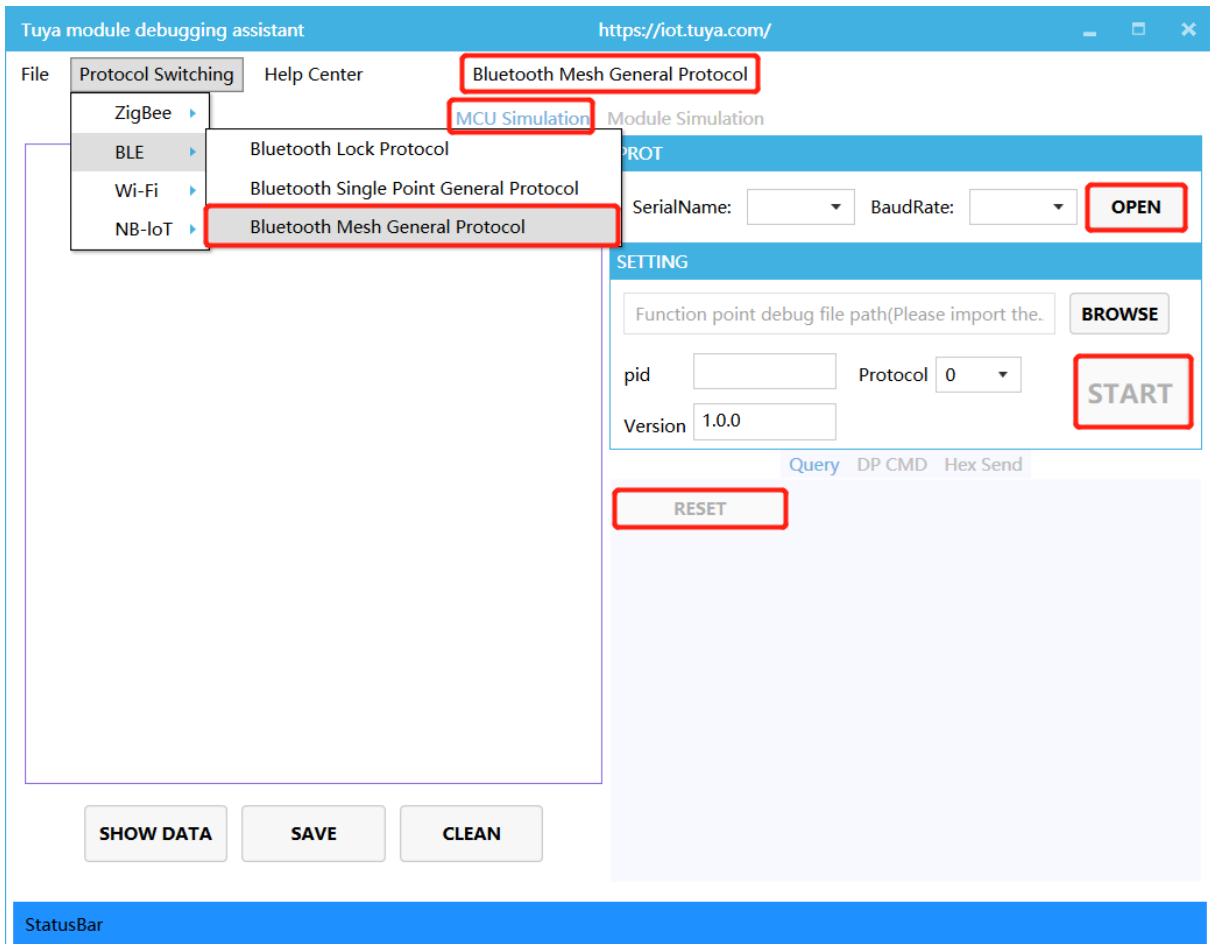 Tuya module debugging assistant https://iot.tuya.com/
File Protocol Switching Help Center Bluetooth Mesh General Protocol
ZigBee
MCU Simulation Module Simulation
BLE
Bluetooth Lock Protocol
PROT
Wi-Fi
Bluetooth Single Point General Protocol
SerialName: BaudRate: OPEN
NB-loT
Bluetooth Mesh General Protocol
SETTING
Function point debug file path(Please import the.. BROWSE
pid Protocol 0
START
Version 1.0.0
Query DP CMD Hex Send
RESET
SHOW DATA SAVE CLEAN
StatusBar